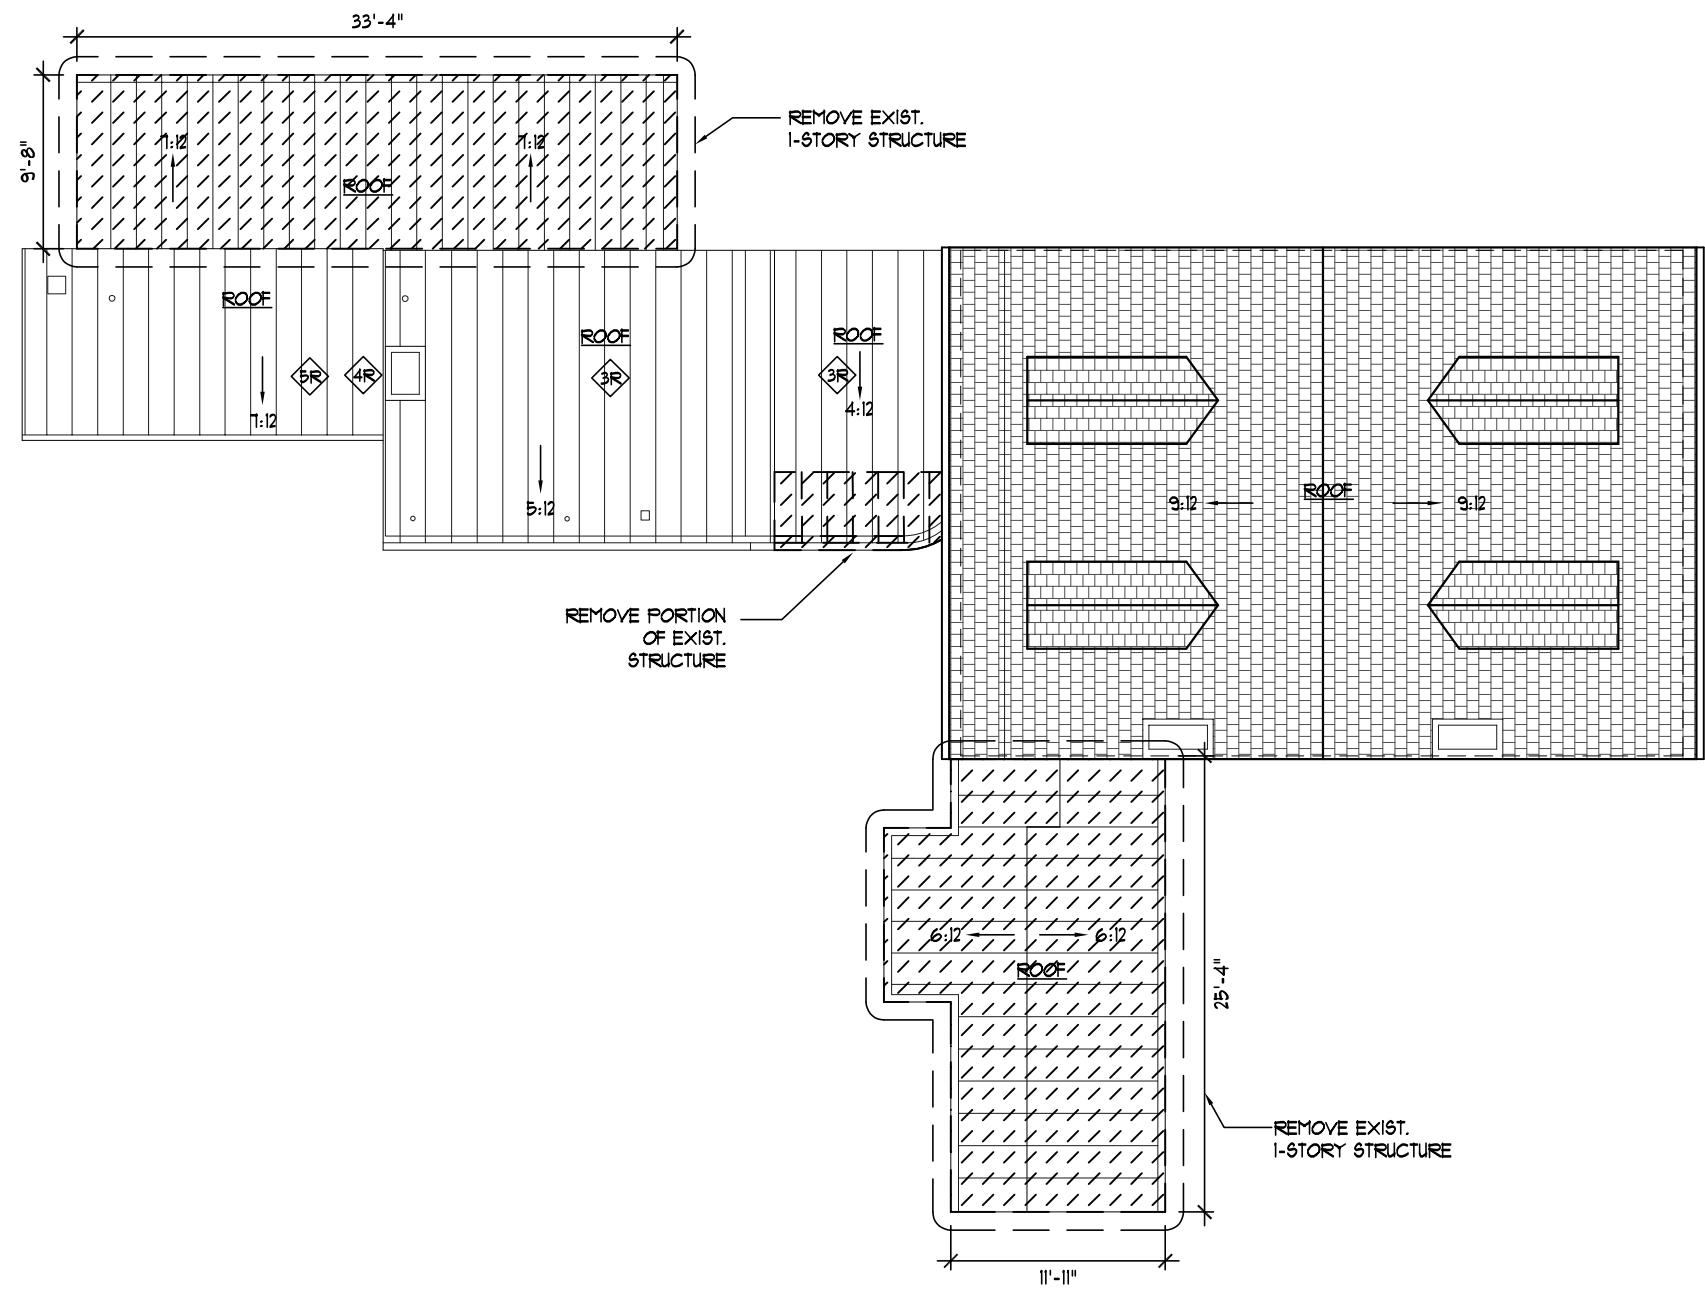 33'-4"
REMOVE EXIST.
1-STORY STRUCTURE
9'-8"
7:12
7:12
ROOF
ROOF
ROOF
ROOF
5R
4R
3R
3R
7:12
4:12
5:12
ROOF
9:12
9:12
REMOVE PORTION
OF EXIST.
STRUCTURE
6:12
6:12
ROOF
25'-4"
REMOVE EXIST.
1-STORY STRUCTURE
11'-11"